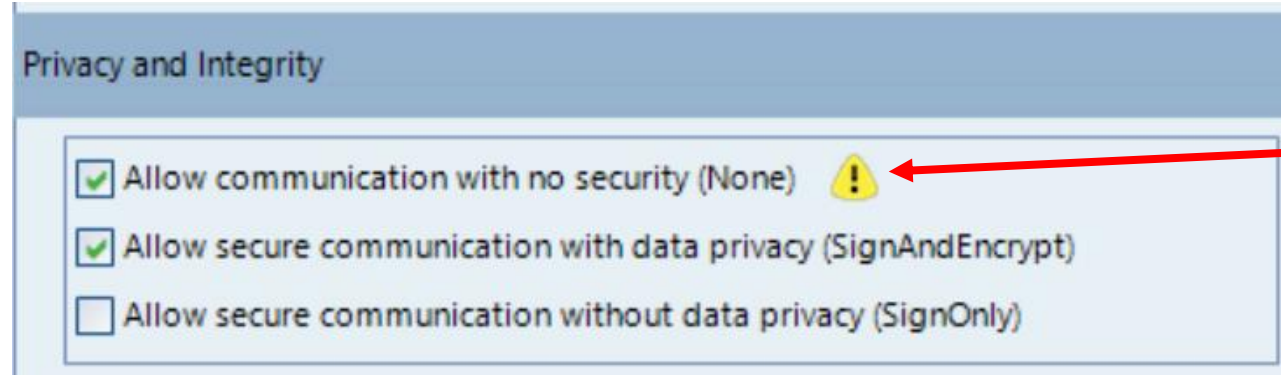 Privacy and Integrity
Allow communication with no security (None)
Allow secure communication with data privacy (SignAndEncrypt)
Allow secure communication without data privacy (SignOnly)